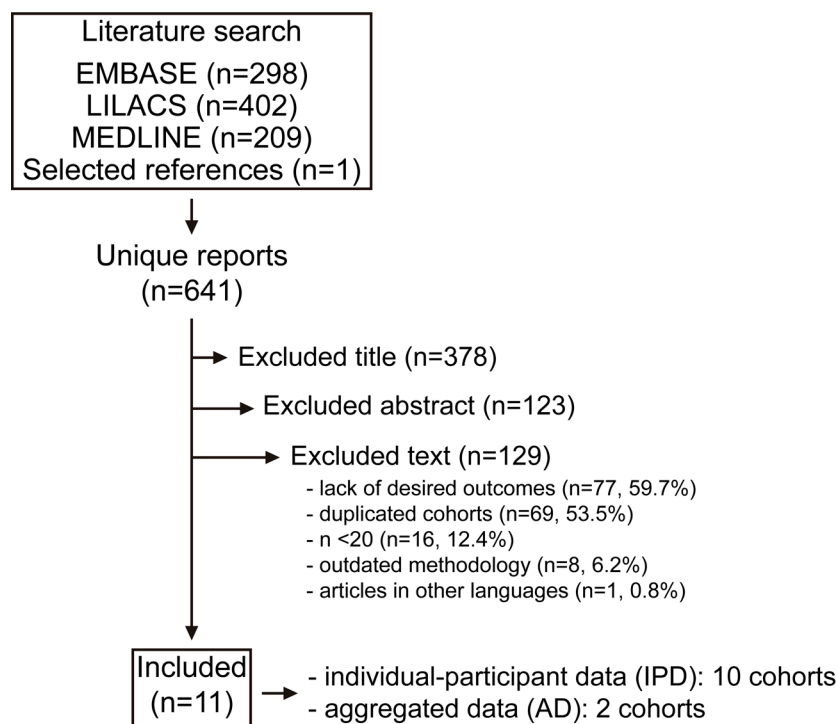 Literature search
EMBASE (n=298)
LILACS (n=402)
MEDLINE (n=209)
Selected references (n=1)
Unique reports
(n=641)
Excluded title (n=378)
Excluded abstract (n=123)
Excluded text (n=129)
- lack of desired outcomes (n=77, 59.7%)
- duplicated cohorts (n=69, 53.5%)
- n <20 (n=16, 12.4%)
- outdated methodology (n=8, 6.2%)
- articles in other languages (n=1, 0.8%)
Included
(n=11)
- individual-participant data (IPD): 10 cohorts
- aggregated data (AD): 2 cohorts